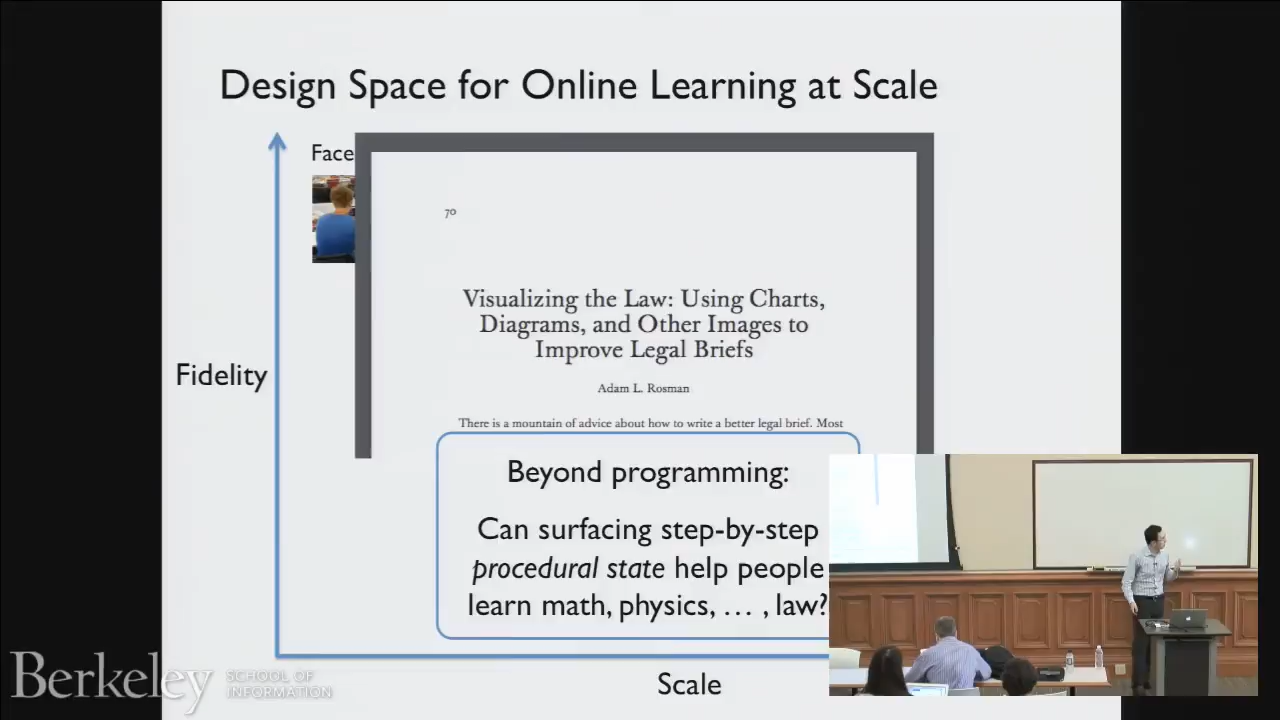 Design Space for Online Learning at Scale
Face
70
Visualizing the Law: Using Charts,
Diagrams, and Other Images to
Improve Legal Briefs
Adam L. Rosman
There is a mountain of advice about how to write a better legal brief. Most
Fidelity
Beyond programming:
Can surfacing step-by-step
procedural state help people
learn math, physics, … , law?
Scale
Berkeley
SCHOOL OF
INFORMATION